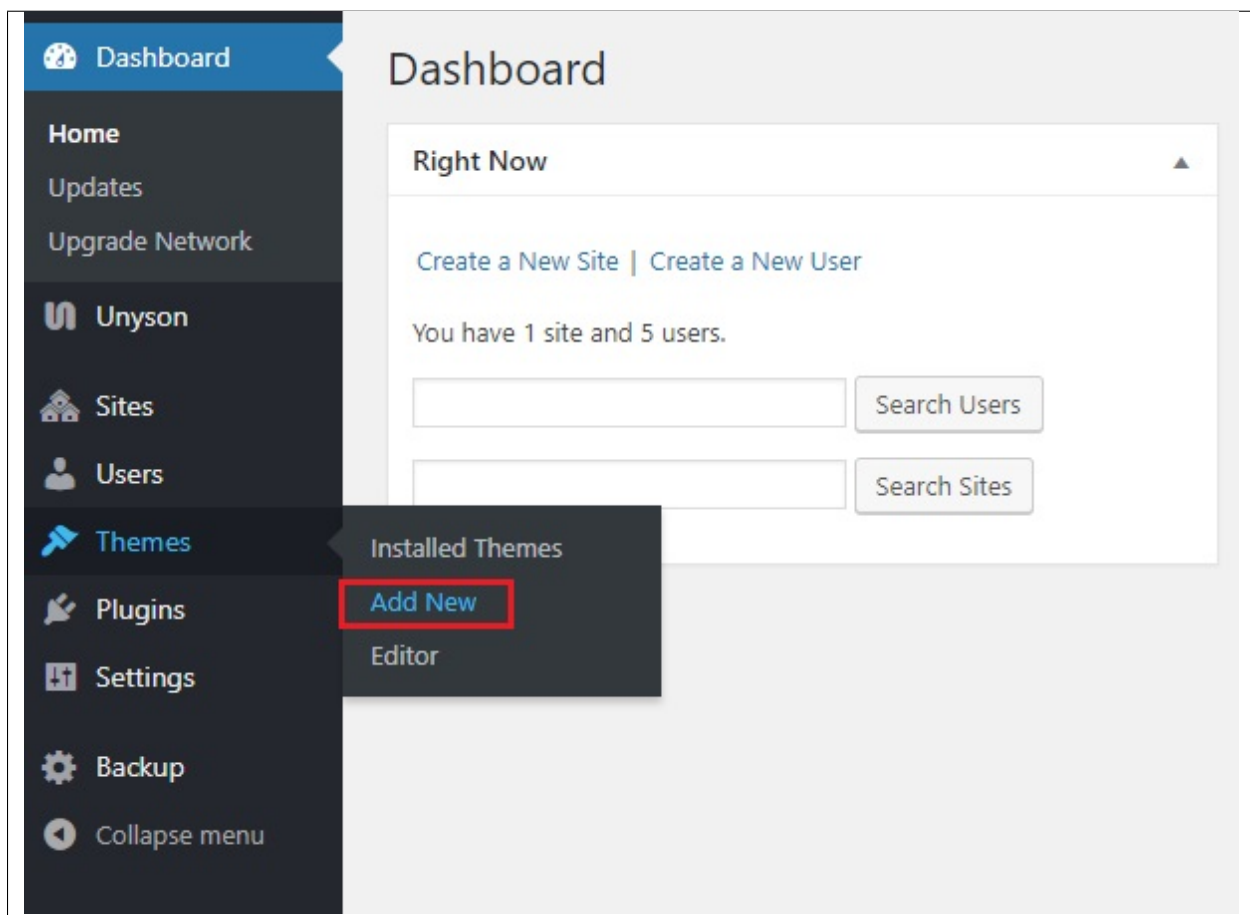 Dashboard
Home
Updates
Upgrade Network
Unyson
Sites
Users
Themes
Plugins
Settings
Backup
Collapse menu
Installed Themes
Add New
Editor
Dashboard
Right Now
Create a New Site | Create a New User
You have 1 site and 5 users.
Search Users
Search Sites